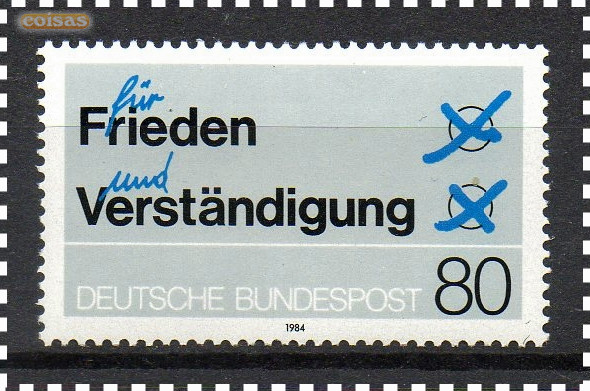 coisas
für
Frieden
und
Verständigung
DEUTSCHE BUNDESPOST 80
1984